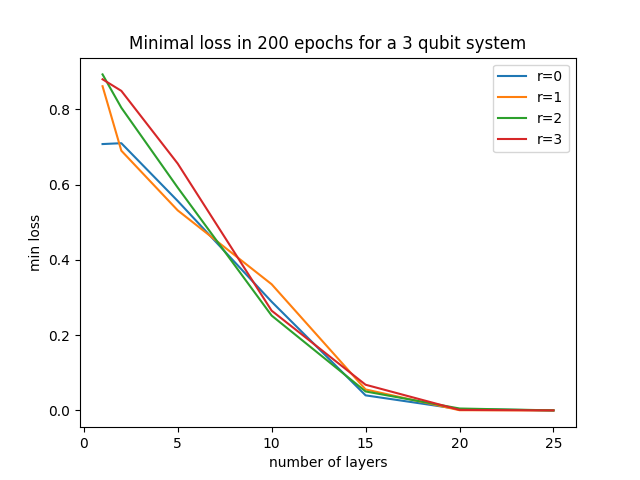 Minimal loss in 200 epochs for a 3 qubit system
r=0
r=1
r=2
r=3
min loss
0.8
0.6
0.4
0.2
0.0
0 5 10 15 20 25
number of layers